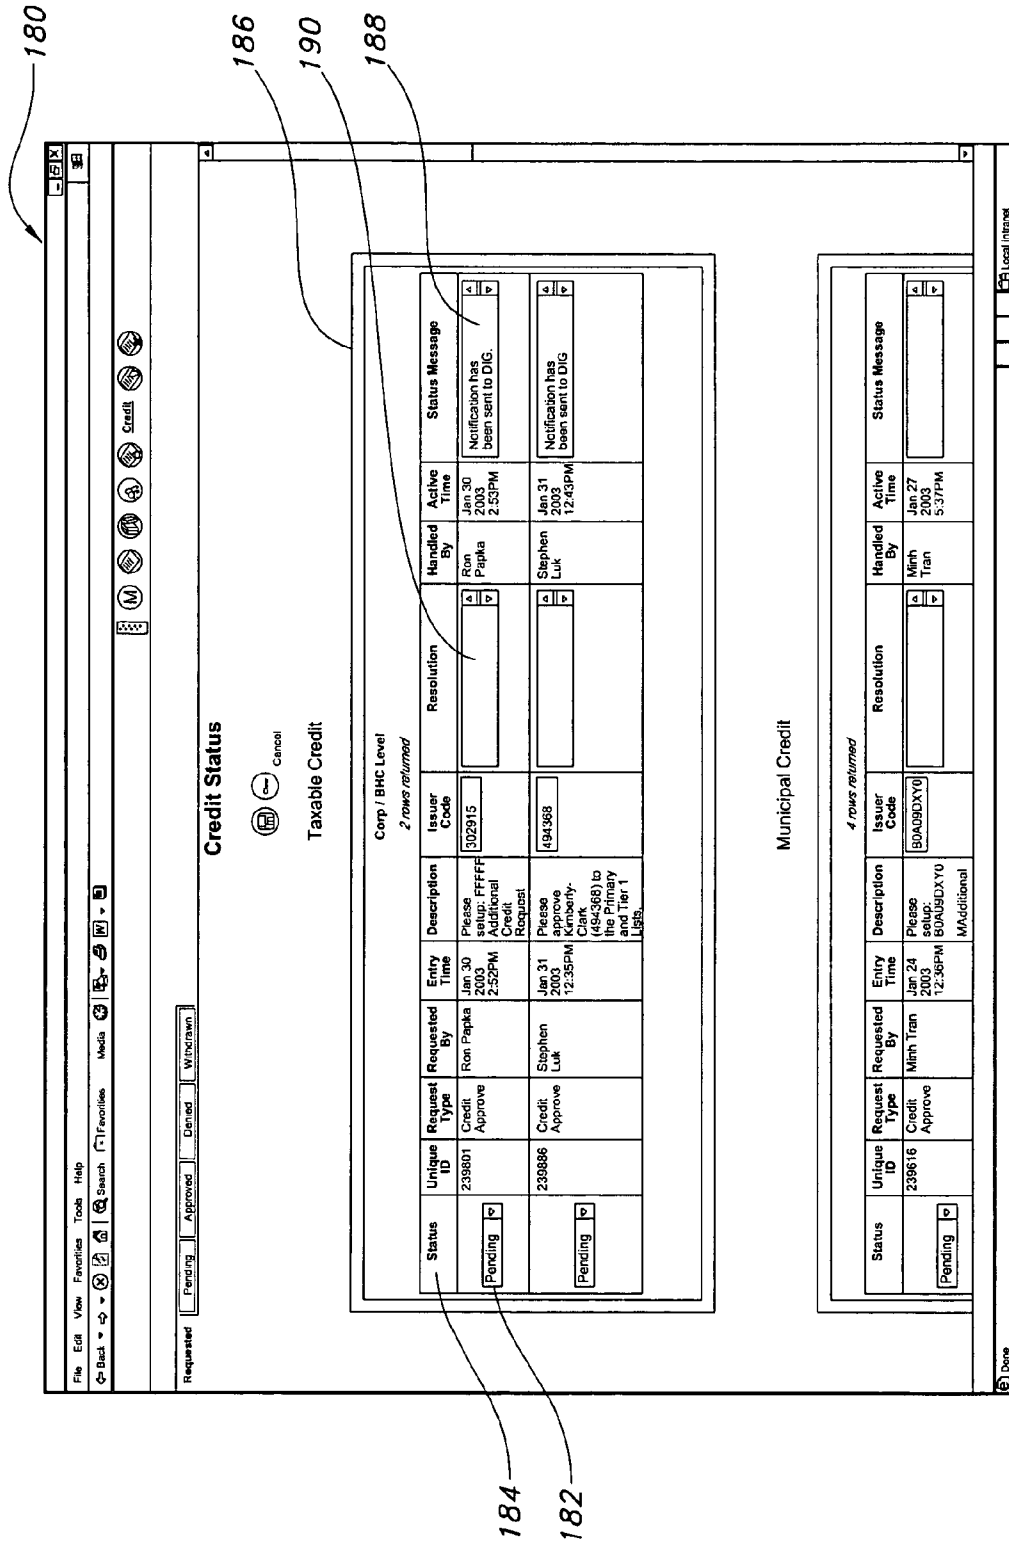 180
File Edit View Favorites Tools Help
Back Search Favorites Media W
M Credit
Requested Pending Approved Denied Withdrawn
Credit Status
Cancel
Taxable Credit
186
190
188
Corp / BHC Level
2 rows returned
Status Unique ID Request Type Requested By Entry Time Description Issuer Code Resolution Handled By Active Time Status Message
Pending 239801 Credit Approve Ron Papka Jan 30 2003 2:52PM Please setup: FFFFF Additional Credit Request 302915 Ron Papka Jan 30 2003 2:53PM Notification has been sent to DIG.
Pending 239886 Credit Approve Stephen Luk Jan 31 2003 12:35PM Please approve Kimberly-Clark (494368) to the Primary and Tier 1 Lists. 494368 Stephen Luk Jan 31 2003 12:43PM Notification has been sent to DIG
184
182
Municipal Credit
4 rows returned
Status Unique ID Request Type Requested By Entry Time Description Issuer Code Resolution Handled By Active Time Status Message
Pending 239616 Credit Approve Minh Tran Jan 24 2003 12:36PM Please setup: B0A09DXY0 MAdditional B0A09DXY0 Minh Tran Jan 27 2003 5:37PM
Done Local intranet